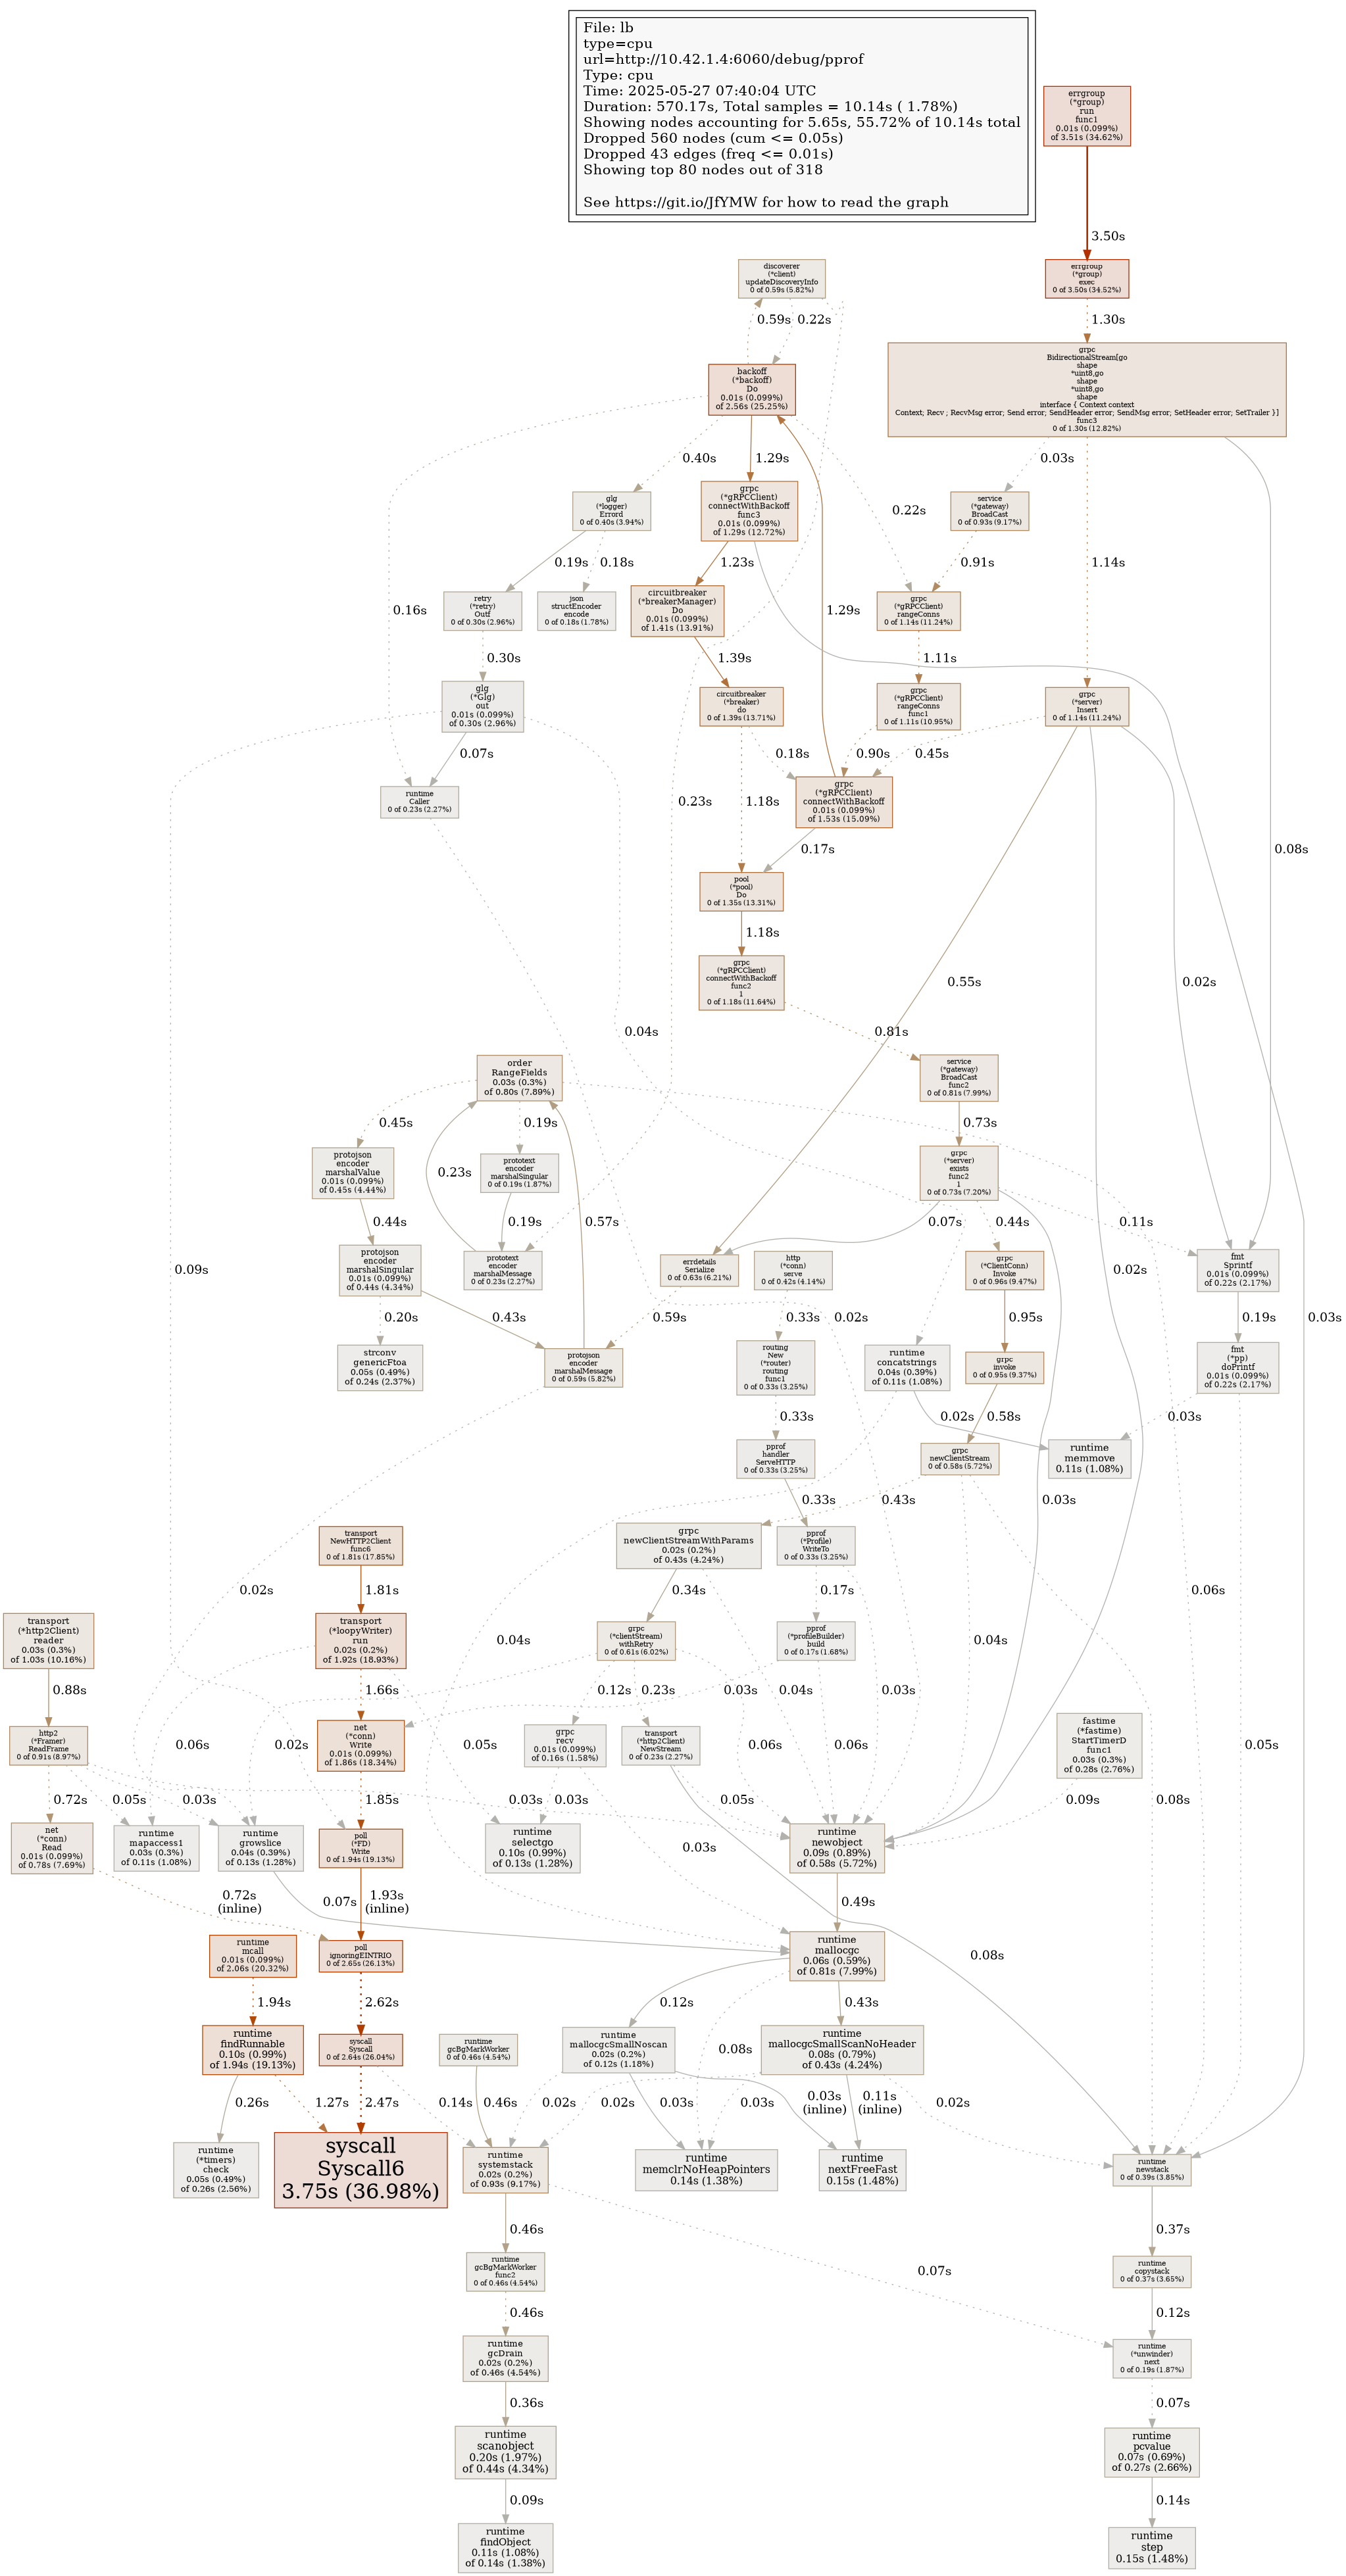 File: lb
type=cpu
url=http://10.42.1.4:6060/debug/pprof
Type: cpu
Time: 2025-05-27 07:40:04 UTC
Duration: 570.17s, Total samples = 10.14s ( 1.78%)
Showing nodes accounting for 5.65s, 55.72% of 10.14s total
Dropped 560 nodes (cum <= 0.05s)
Dropped 43 edges (freq <= 0.01s)
Showing top 80 nodes out of 318
See https://git.io/JfYMW for how to read the graph
errgroup
(*group)
run
func1
0.01s (0.099%)
of 3.51s (34.62%)
3.50s
discoverer
(*client)
updateDiscoveryInfo
0 of 0.59s (5.82%)
errgroup
(*group)
exec
0 of 3.50s (34.52%)
0.59s
0.22s
1.30s
backoff
(*backoff)
Do
0.01s (0.099%)
of 2.56s (25.25%)
grpc
BidirectionalStream[go
shape
*uint8,go
shape
*uint8,go
shape
interface { Context context
Context; Recv ; RecvMsg error; Send error; SendHeader error; SendMsg error; SetHeader error; SetTrailer }]
func3
0 of 1.30s (12.82%)
0.40s
1.29s
0.03s
glg
(*logger)
Errord
0 of 0.40s (3.94%)
grpc
(*gRPCClient)
connectWithBackoff
func3
0.01s (0.099%)
of 1.29s (12.72%)
0.22s
service
(*gateway)
BroadCast
0 of 0.93s (9.17%)
0.19s
0.18s
1.23s
0.91s
1.14s
0.16s
retry
(*retry)
Outf
0 of 0.30s (2.96%)
json
structEncoder
encode
0 of 0.18s (1.78%)
circuitbreaker
(*breakerManager)
Do
0.01s (0.099%)
of 1.41s (13.91%)
1.29s
grpc
(*gRPCClient)
rangeConns
0 of 1.14s (11.24%)
0.30s
1.39s
1.11s
glg
(*Glg)
out
0.01s (0.099%)
of 0.30s (2.96%)
circuitbreaker
(*breaker)
do
0 of 1.39s (13.71%)
grpc
(*gRPCClient)
rangeConns
func1
0 of 1.11s (10.95%)
grpc
(*server)
Insert
0 of 1.14s (11.24%)
0.07s
0.18s
0.90s
0.45s
runtime
Caller
0 of 0.23s (2.27%)
0.23s
1.18s
grpc
(*gRPCClient)
connectWithBackoff
0.01s (0.099%)
of 1.53s (15.09%)
0.17s
0.08s
pool
(*pool)
Do
0 of 1.35s (13.31%)
1.18s
grpc
(*gRPCClient)
connectWithBackoff
func2
1
0 of 1.18s (11.64%)
0.55s
0.02s
0.04s
0.81s
order
RangeFields
0.03s (0.3%)
of 0.80s (7.89%)
service
(*gateway)
BroadCast
func2
0 of 0.81s (7.99%)
0.45s
0.19s
0.73s
protojson
encoder
marshalValue
0.01s (0.099%)
of 0.45s (4.44%)
0.23s
prototext
encoder
marshalSingular
0 of 0.19s (1.87%)
grpc
(*server)
exists
func2
1
0 of 0.73s (7.20%)
0.44s
0.19s
0.57s
0.07s
0.44s
0.11s
0.09s
protojson
encoder
marshalSingular
0.01s (0.099%)
of 0.44s (4.34%)
prototext
encoder
marshalMessage
0 of 0.23s (2.27%)
errdetails
Serialize
0 of 0.63s (6.21%)
http
(*conn)
serve
0 of 0.42s (4.14%)
grpc
(*ClientConn)
Invoke
0 of 0.96s (9.47%)
0.02s
fmt
Sprintf
0.01s (0.099%)
of 0.22s (2.17%)
0.20s
0.43s
0.59s
0.33s
0.02s
0.95s
0.19s
0.03s
strconv
genericFtoa
0.05s (0.49%)
of 0.24s (2.37%)
protojson
encoder
marshalMessage
0 of 0.59s (5.82%)
routing
New
(*router)
routing
func1
0 of 0.33s (3.25%)
runtime
concatstrings
0.04s (0.39%)
of 0.11s (1.08%)
grpc
invoke
0 of 0.95s (9.37%)
fmt
(*pp)
doPrintf
0.01s (0.099%)
of 0.22s (2.17%)
0.33s
0.02s
0.58s
0.03s
pprof
handler
ServeHTTP
0 of 0.33s (3.25%)
grpc
newClientStream
0 of 0.58s (5.72%)
runtime
memmove
0.11s (1.08%)
0.33s
0.43s
0.03s
transport
NewHTTP2Client
func6
0 of 1.81s (17.85%)
grpc
newClientStreamWithParams
0.02s (0.2%)
of 0.43s (4.24%)
pprof
(*Profile)
WriteTo
0 of 0.33s (3.25%)
0.02s
1.81s
0.34s
0.17s
0.06s
transport
(*http2Client)
reader
0.03s (0.3%)
of 1.03s (10.16%)
transport
(*loopyWriter)
run
0.02s (0.2%)
of 1.92s (18.93%)
0.04s
grpc
(*clientStream)
withRetry
0 of 0.61s (6.02%)
pprof
(*profileBuilder)
build
0 of 0.17s (1.68%)
0.04s
0.88s
1.66s
0.12s
0.23s
0.03s
0.04s
0.03s
http2
(*Framer)
ReadFrame
0 of 0.91s (8.97%)
0.06s
0.02s
net
(*conn)
Write
0.01s (0.099%)
of 1.86s (18.34%)
0.05s
grpc
recv
0.01s (0.099%)
of 0.16s (1.58%)
transport
(*http2Client)
NewStream
0 of 0.23s (2.27%)
0.06s
0.06s
fastime
(*fastime)
StartTimerD
func1
0.03s (0.3%)
of 0.28s (2.76%)
0.05s
0.72s
0.05s
0.03s
1.85s
0.03s
0.03s
0.05s
0.09s
0.08s
net
(*conn)
Read
0.01s (0.099%)
of 0.78s (7.69%)
runtime
mapaccess1
0.03s (0.3%)
of 0.11s (1.08%)
runtime
growslice
0.04s (0.39%)
of 0.13s (1.28%)
poll
(*FD)
Write
0 of 1.94s (19.13%)
runtime
selectgo
0.10s (0.99%)
of 0.13s (1.28%)
0.03s
runtime
newobject
0.09s (0.89%)
of 0.58s (5.72%)
0.72s
(inline)
0.07s
1.93s
(inline)
0.49s
runtime
mcall
0.01s (0.099%)
of 2.06s (20.32%)
poll
ignoringEINTRIO
0 of 2.65s (26.13%)
runtime
mallocgc
0.06s (0.59%)
of 0.81s (7.99%)
0.08s
1.94s
2.62s
0.12s
0.43s
runtime
findRunnable
0.10s (0.99%)
of 1.94s (19.13%)
syscall
Syscall
0 of 2.64s (26.04%)
runtime
gcBgMarkWorker
0 of 0.46s (4.54%)
runtime
mallocgcSmallNoscan
0.02s (0.2%)
of 0.12s (1.18%)
0.08s
runtime
mallocgcSmallScanNoHeader
0.08s (0.79%)
of 0.43s (4.24%)
0.26s
1.27s
2.47s
0.14s
0.46s
0.02s
0.02s
0.03s
0.03s
0.03s
(inline)
0.11s
(inline)
0.02s
runtime
(*timers)
check
0.05s (0.49%)
of 0.26s (2.56%)
syscall
Syscall6
3.75s (36.98%)
runtime
systemstack
0.02s (0.2%)
of 0.93s (9.17%)
runtime
memclrNoHeapPointers
0.14s (1.38%)
runtime
nextFreeFast
0.15s (1.48%)
runtime
newstack
0 of 0.39s (3.85%)
0.46s
0.07s
0.37s
runtime
gcBgMarkWorker
func2
0 of 0.46s (4.54%)
runtime
copystack
0 of 0.37s (3.65%)
0.46s
0.12s
runtime
gcDrain
0.02s (0.2%)
of 0.46s (4.54%)
runtime
(*unwinder)
next
0 of 0.19s (1.87%)
0.36s
0.07s
runtime
scanobject
0.20s (1.97%)
of 0.44s (4.34%)
runtime
pcvalue
0.07s (0.69%)
of 0.27s (2.66%)
0.09s
0.14s
runtime
findObject
0.11s (1.08%)
of 0.14s (1.38%)
runtime
step
0.15s (1.48%)